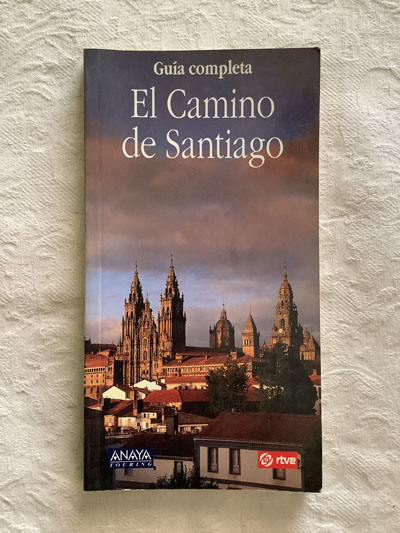 Guía completa
El Camino
de Santiago
ANAYA
TOURING
rtve